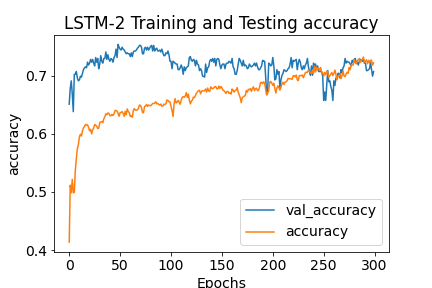 LSTM-2 Training and Testing accuracy
accuracy
0.7
0.6
0.5
0.4
0 50 100 150 200 250 300
Epochs
val_accuracy
accuracy